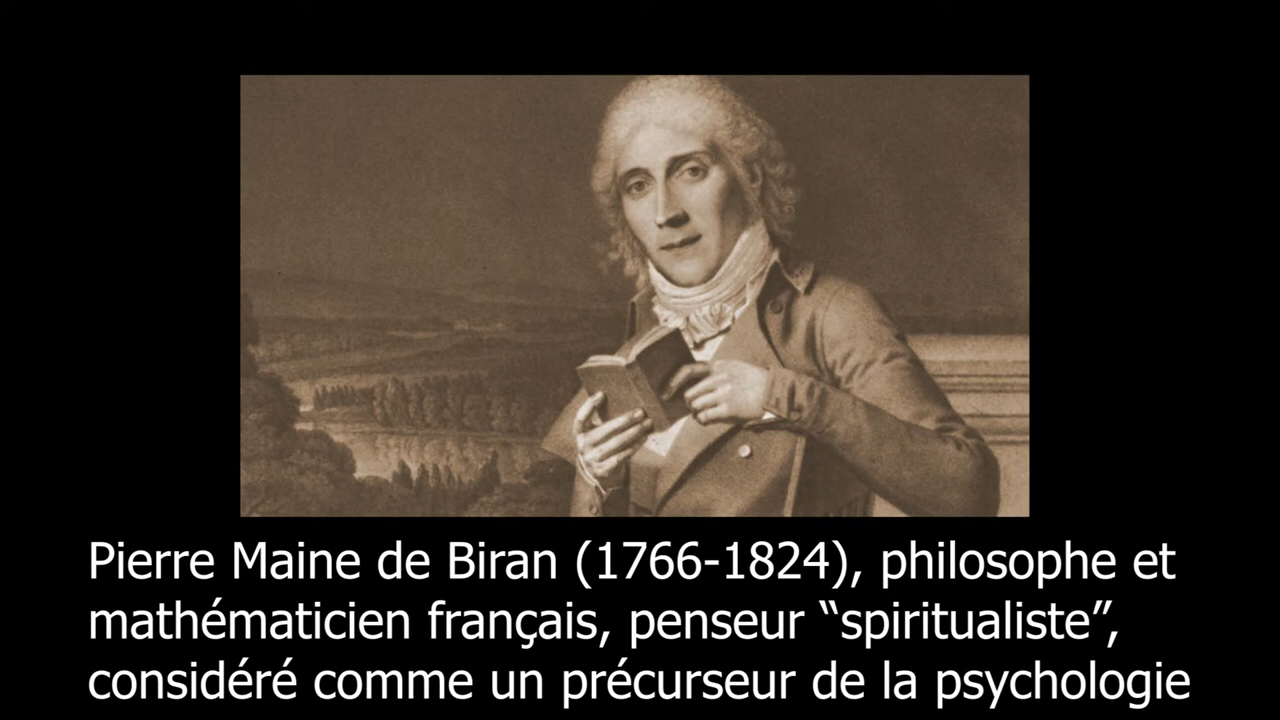 Pierre Maine de Biran (1766-1824), philosophe et
mathématicien français, penseur “spiritualiste”,
considéré comme un précurseur de la psychologie